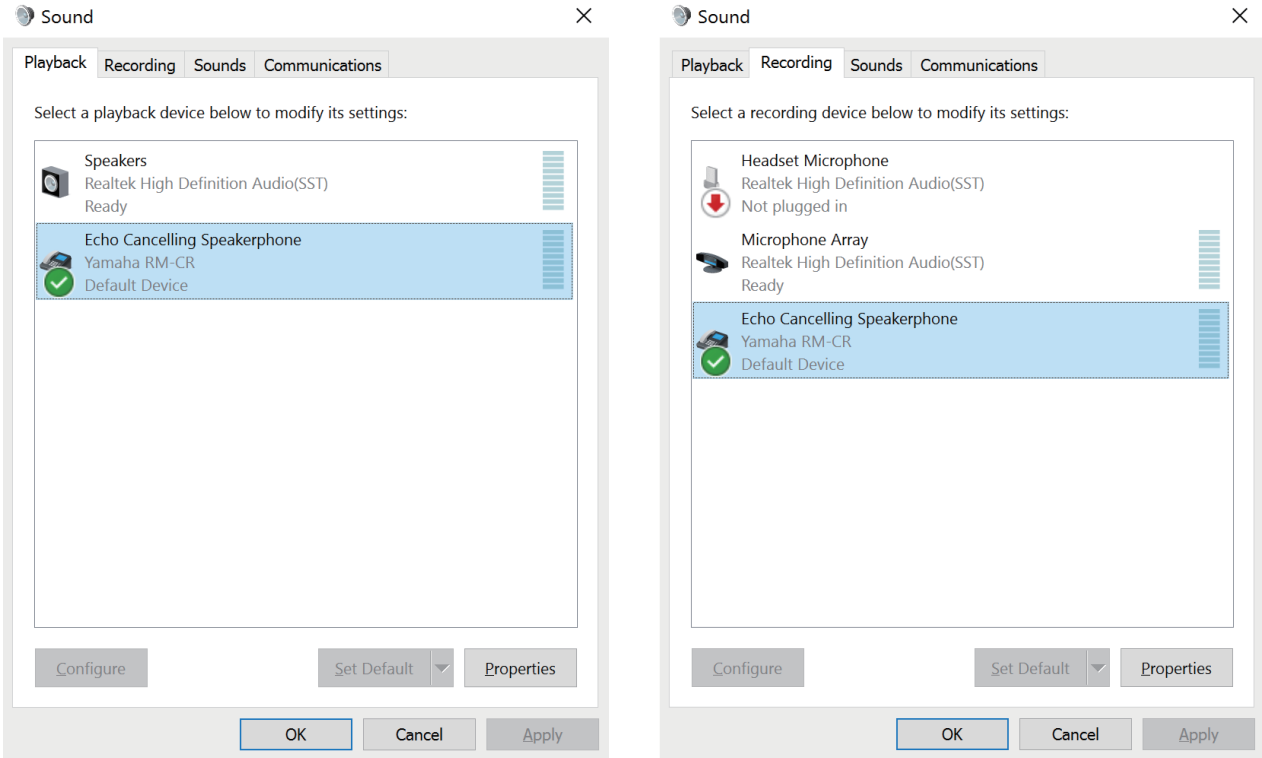 Sound
Playback
Recording
Sounds
Communications
Select a playback device below to modify its settings:
Speakers
Realtek High Definition Audio(SST)
Ready
Echo Cancelling Speakerphone
Yamaha RM-CR
Default Device
Configure
Set Default
Properties
OK
Cancel
Apply
Sound
Playback
Recording
Sounds
Communications
Select a recording device below to modify its settings:
Headset Microphone
Realtek High Definition Audio(SST)
Not plugged in
Microphone Array
Realtek High Definition Audio(SST)
Ready
Echo Cancelling Speakerphone
Yamaha RM-CR
Default Device
Configure
Set Default
Properties
OK
Cancel
Apply